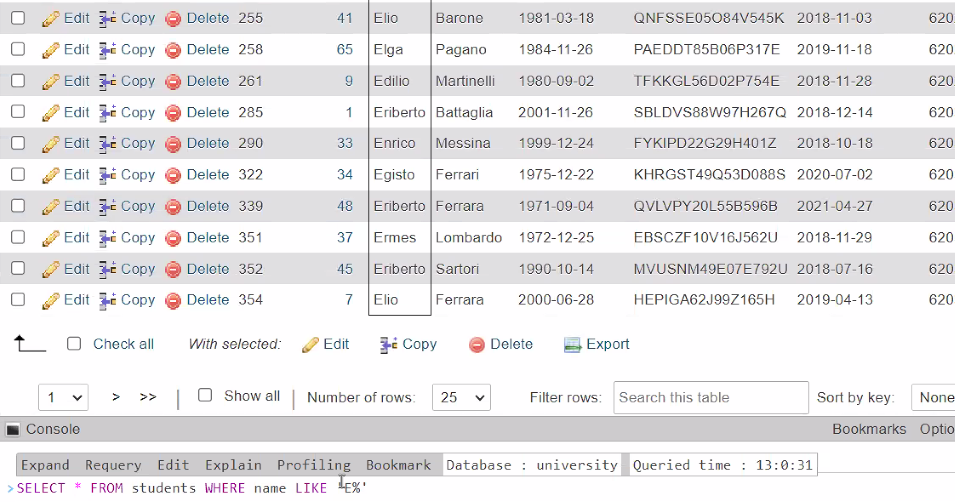 Edit Copy Delete 255 41 Elio Barone 1981-03-18 QNFSSE05O84V545K 2018-11-03 620
Edit Copy Delete 258 65 Elga Pagano 1984-11-26 PAEDDT85B06P317E 2019-11-18 620
Edit Copy Delete 261 9 Edilio Martinelli 1980-09-02 TFKKGL56D02P754E 2018-11-28 620
Edit Copy Delete 285 1 Eriberto Battaglia 2001-11-26 SBLDVS88W97H267Q 2018-12-14 620
Edit Copy Delete 290 33 Enrico Messina 1999-12-24 FYKIPD22G29H401Z 2018-10-18 620
Edit Copy Delete 322 34 Egisto Ferrari 1975-12-22 KHRGST49Q53D088S 2020-07-02 620
Edit Copy Delete 339 48 Eriberto Ferrara 1971-09-04 QVLVPY20L55B596B 2021-04-27 620
Edit Copy Delete 351 37 Ermes Lombardo 1972-12-25 EBSCZF10V16J562U 2018-11-29 620
Edit Copy Delete 352 45 Eriberto Sartori 1990-10-14 MVUSNM49E07E792U 2018-07-16 620
Edit Copy Delete 354 7 Elio Ferrara 2000-06-28 HEPIGA62J99Z165H 2019-04-13 620
Check all With selected: Edit Copy Delete Export
1 > >> | Show all | Number of rows: 25 Filter rows: Search this table Sort by key: None
Console Bookmarks Optio
Expand Requery Edit Explain Profiling Bookmark Database : university Queried time : 13:0:31
>SELECT * FROM students WHERE name LIKE 'E%'